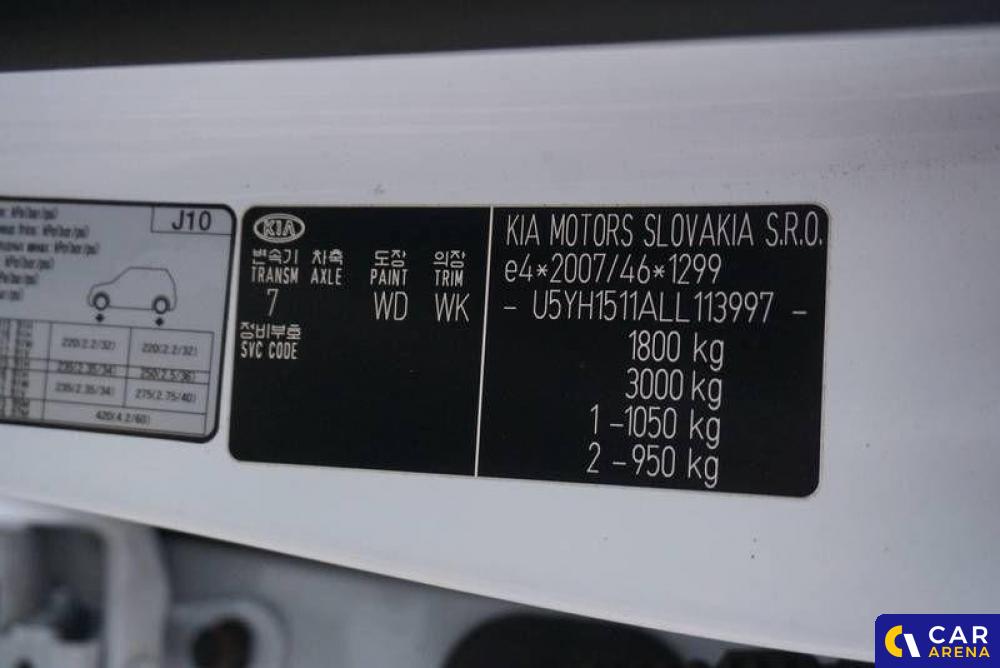 J10
220(2.2/32) 220(2.2/32)
235(2.35/34) 250(2.5/36)
235(2.35/34) 275(2.75/40)
420(4.2/60)
KIA
변속기 차축 도장 의장
TRANSM AXLE PAINT TRIM
7 WD WK
정비부호
SVC CODE
KIA MOTORS SLOVAKIA S.R.O.
e4*2007/46*1299
- U5YH1511ALL113997 -
1800 kg
3000 kg
1 -1050 kg
2 -950 kg
CAR
ARENA